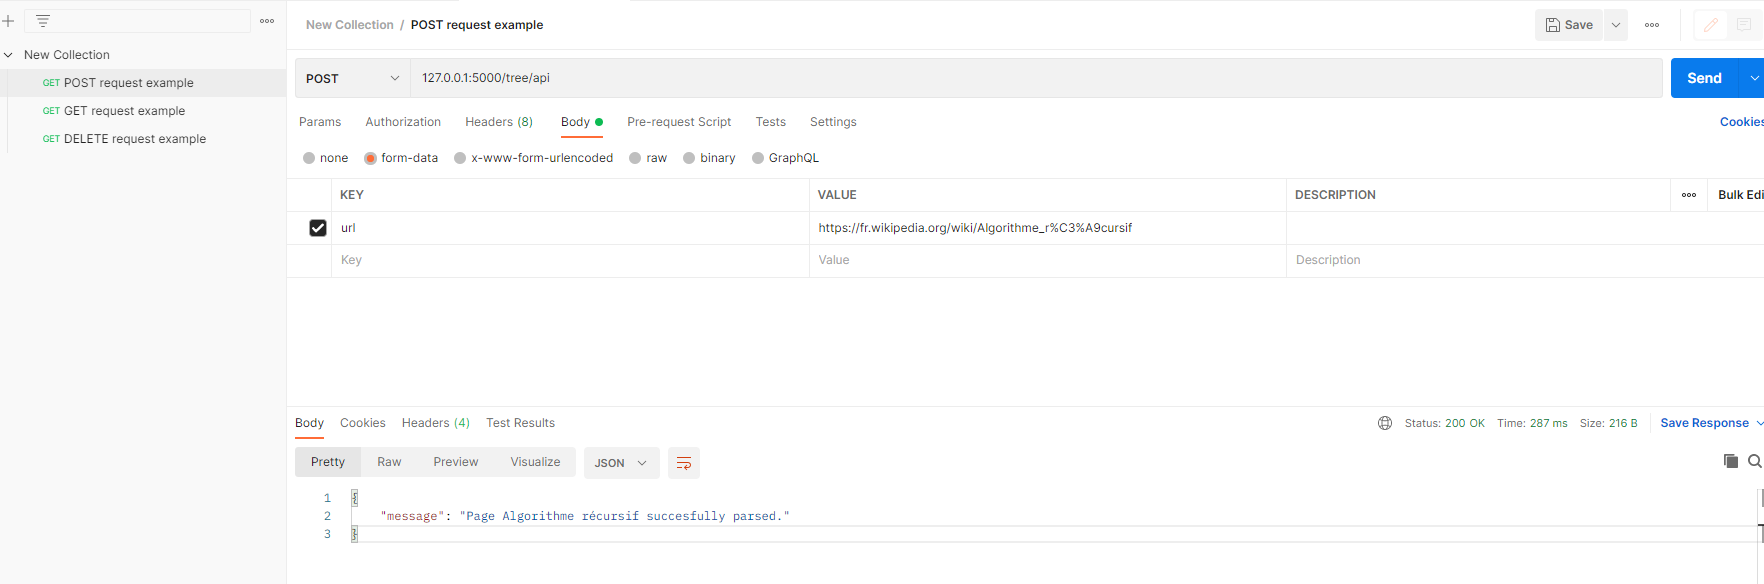 New Collection / POST request example
Save
New Collection
GET POST request example
GET GET request example
GET DELETE request example
POST 127.0.0.1:5000/tree/api Send
Params Authorization Headers (8) Body Pre-request Script Tests Settings Cookies
none form-data x-www-form-urlencoded raw binary GraphQL
KEY VALUE DESCRIPTION Bulk Edi
url https://fr.wikipedia.org/wiki/Algorithme_r%C3%A9cursif
Key Value Description
Body Cookies Headers (4) Test Results Status: 200 OK Time: 287 ms Size: 216 B Save Response
Pretty Raw Preview Visualize JSON
1 {
2 "message": "Page Algorithme récursif succesfully parsed."
3 }